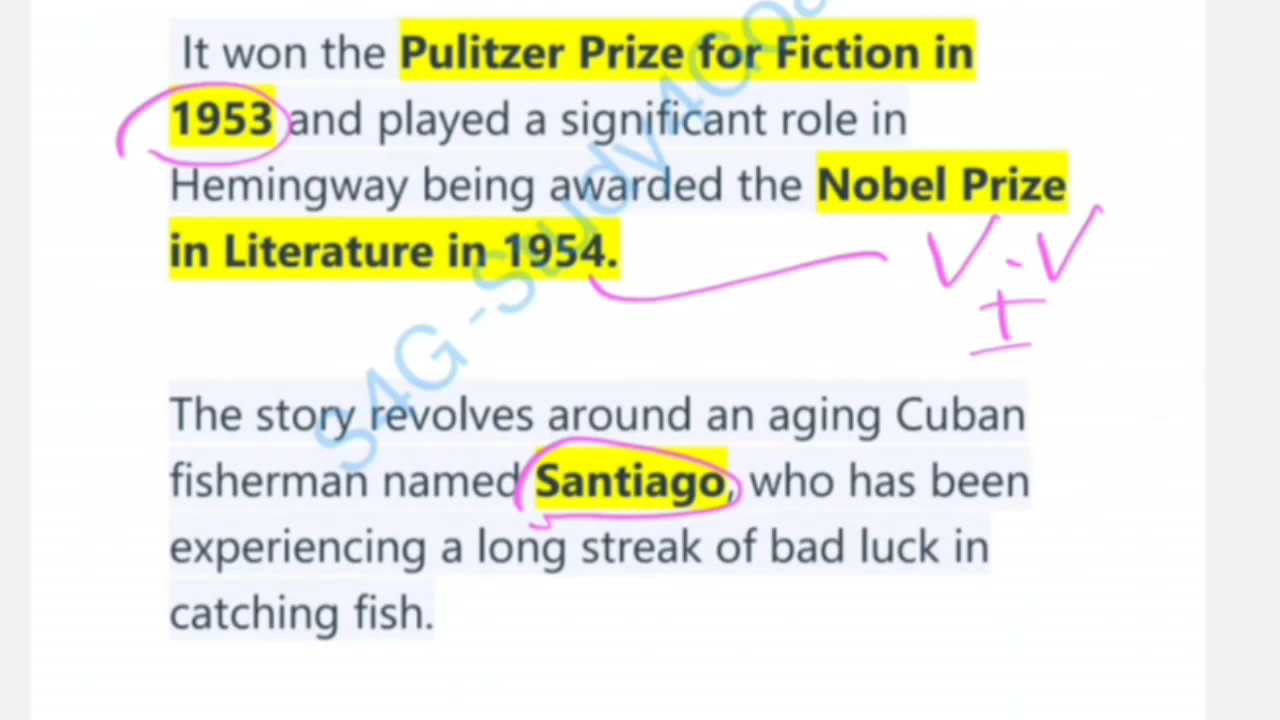 It won the Pulitzer Prize for Fiction in
1953 and played a significant role in
Hemingway being awarded the Nobel Prize
in Literature in 1954.
V.V
I
The story revolves around an aging Cuban
fisherman named Santiago, who has been
experiencing a long streak of bad luck in
catching fish.
S4G -Study4Goa